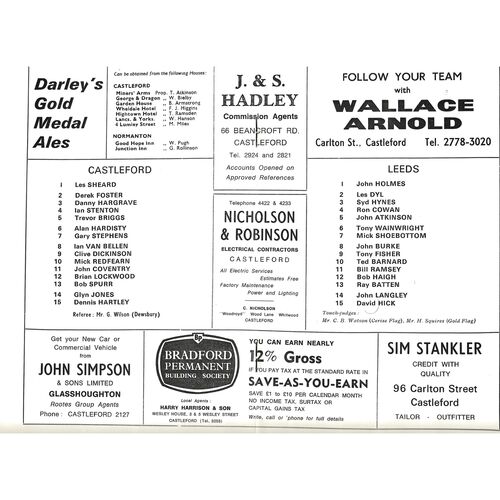 Darley's
Gold
Medal
Ales
Can be obtained from the following Houses:
CASTLEFORD
Miners' Arms Prop. T. Atkinson
George & Dragon ,, W. Bielby
Garden House ,, B. Armstrong
Wheldale Hotel ,, F. J. Higgins
Hightown Hotel ,, T. Ramsden
Lancs. & Yorks. ,, W. Hanson
4 Lumley Street ,, M. Miles
NORMANTON
Good Hope Inn ,, W. Pugh
Junction Inn ,, G. Rollinson
J. & S.
HADLEY
Commission Agents
66 BEANCROFT RD.
CASTLEFORD
Tel. 2924 and 2821
Accounts Opened on
Approved References
FOLLOW YOUR TEAM
with
WALLACE
ARNOLD
Carlton St., Castleford Tel. 2778-3020
CASTLEFORD
1 Les SHEARD
2 Derek FOSTER
3 Danny HARGRAVE
4 Ian STENTON
5 Trevor BRIGGS
6 Alan HARDISTY
7 Gary STEPHENS
8 Ian VAN BELLEN
9 Clive DICKINSON
10 Mick REDFEARN
11 John COVENTRY
12 Brian LOCKWOOD
13 Bob SPURR
14 Glyn JONES
15 Dennis HARTLEY
Referee: Mr. G. Wilson (Dewsbury)
Telephone 4422 & 4233
NICHOLSON
& ROBINSON
ELECTRICAL CONTRACTORS
CASTLEFORD
All Electric Services
Estimates Free
Factory Maintenance
Power and Lighting
C. NICHOLSON
"Woodroyd" Wood Lane Whitwood
CASTLEFORD
LEEDS
1 John HOLMES
2 Les DYL
3 Syd HYNES
4 Ron COWAN
5 John ATKINSON
6 Tony WAINWRIGHT
7 Mick SHOEBOTTOM
8 John BURKE
9 Tony FISHER
10 Ted BARNARD
11 Bill RAMSEY
12 Bob HAIGH
13 Ray BATTEN
14 John LANGLEY
15 David HICK
Touch-judges:
Mr. C. B. Watson (Cerise Flag), Mr. H. Squires (Gold Flag)
Get your New Car or
Commercial Vehicle
from
JOHN SIMPSON
& SONS LIMITED
GLASSHOUGHTON
Rootes Group Agents
Phone: CASTLEFORD 2127
BP
BRADFORD
PERMANENT
BUILDING SOCIETY
Local Agents:
HARRY HARRISON & SON
WESLEY HOUSE, 3 & 5 WESLEY STREET
CASTLEFORD (Tel. 3255)
YOU CAN EARN NEARLY
12% Gross
IF YOU PAY TAX AT THE STANDARD RATE IN
SAVE-AS-YOU-EARN
SAVE £1 to £10 PER CALENDAR MONTH
NO INCOME TAX, SURTAX OR
CAPITAL GAINS TAX
Write, call or 'phone for full details
SIM STANKLER
CREDIT WITH
QUALITY
96 Carlton Street
Castleford
TAILOR - OUTFITTER